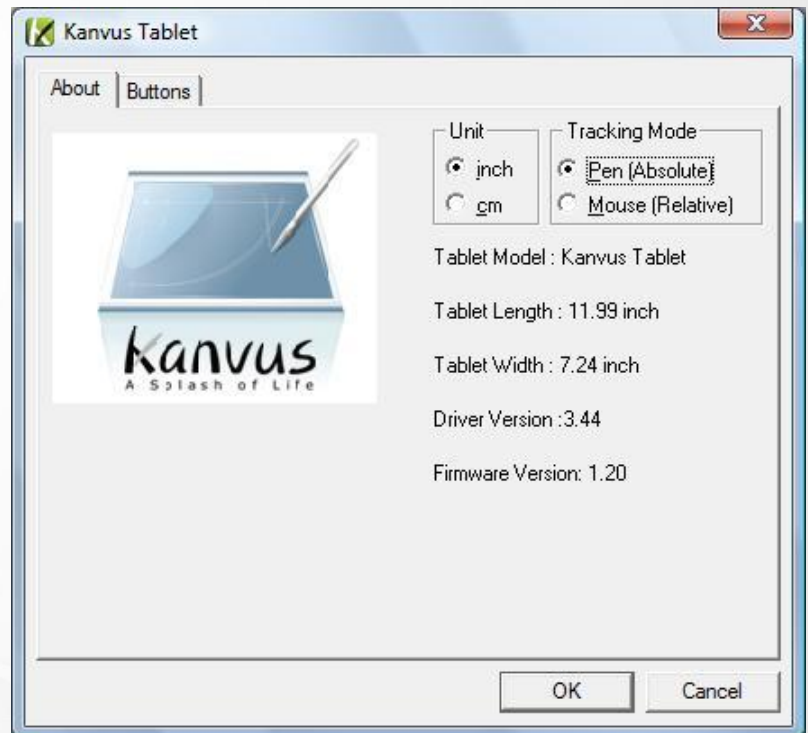 Kanvus Tablet
About
Buttons
Unit
inch
cm
Tracking Mode
Pen (Absolute)
Mouse (Relative)
Tablet Model : Kanvus Tablet
Tablet Length : 11.99 inch
Tablet Width : 7.24 inch
Driver Version :3.44
Firmware Version: 1.20
kanvus
A Splash of Life
OK
Cancel